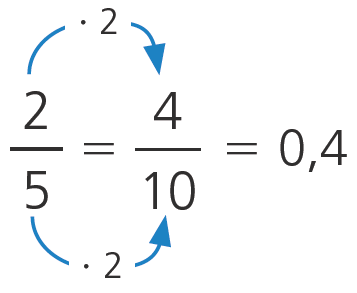 · 2
2/5 = 4/10 = 0,4
· 2